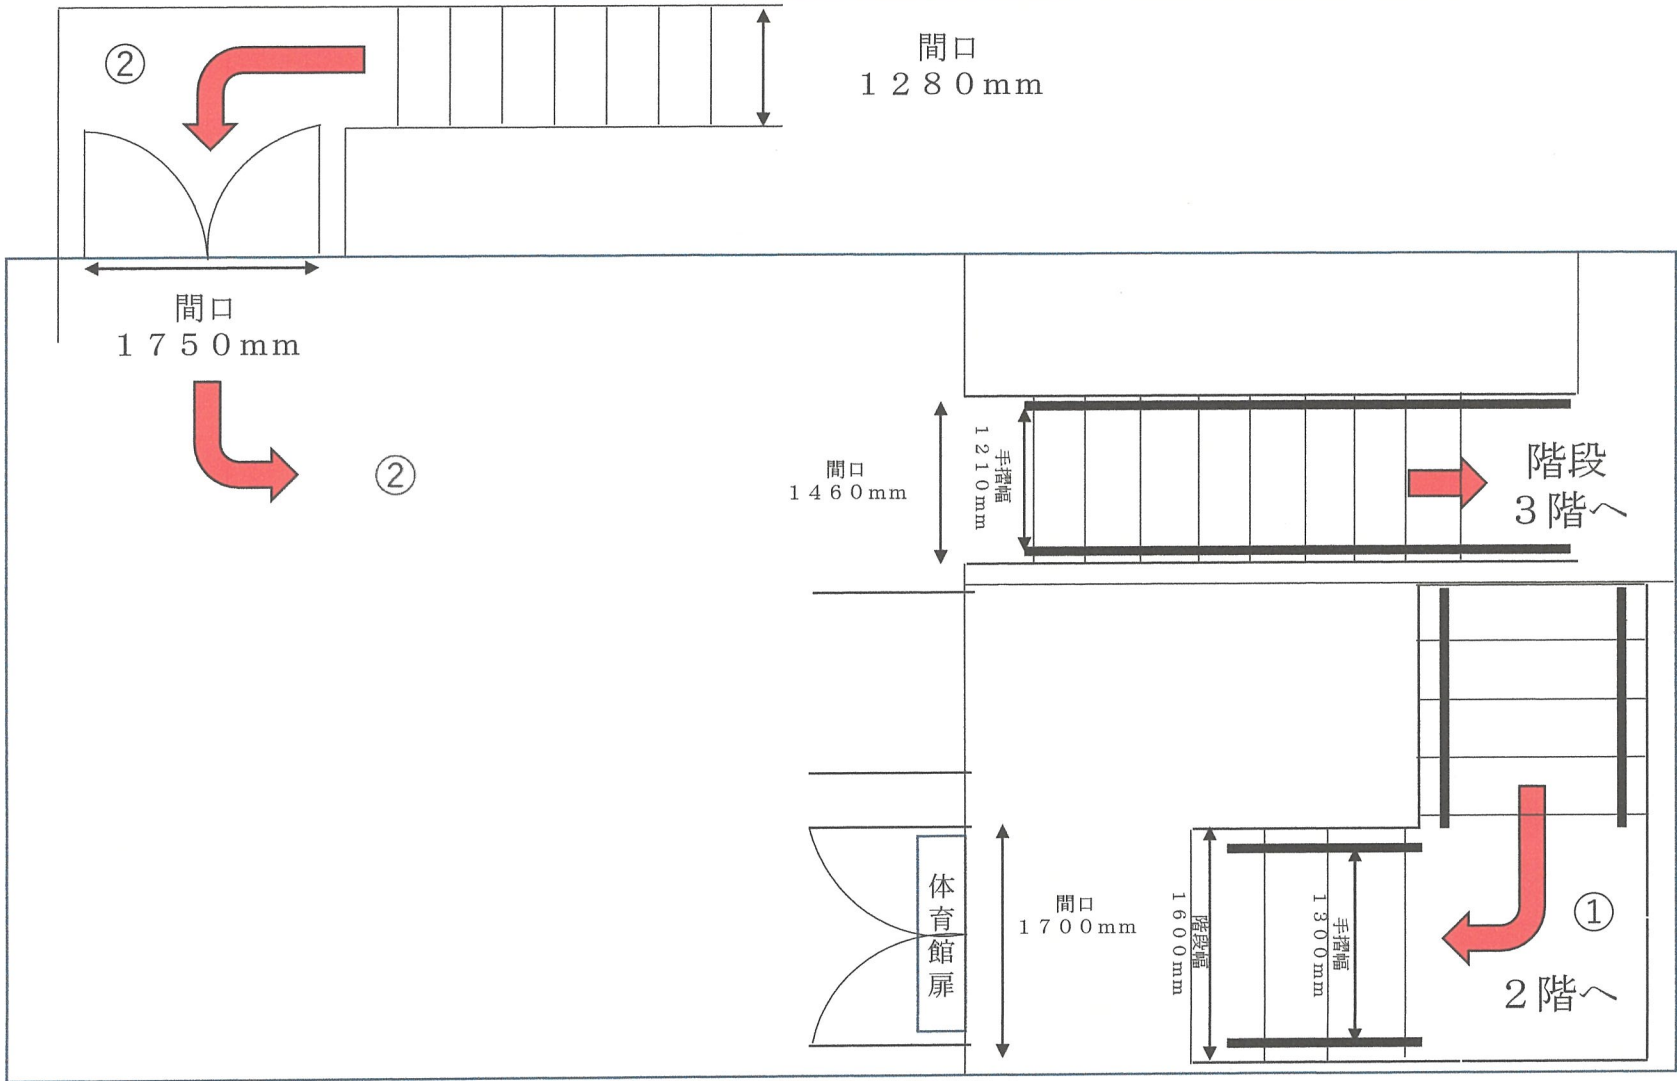 ②
間口
１２８０mm
間口
１７５０mm
②
間口
１４６０mm
手摺幅
１２１０mm
階段
３階へ
体育館扉
間口
１７００mm
階段幅
１６００mm
手摺幅
１３００mm
①
２階へ